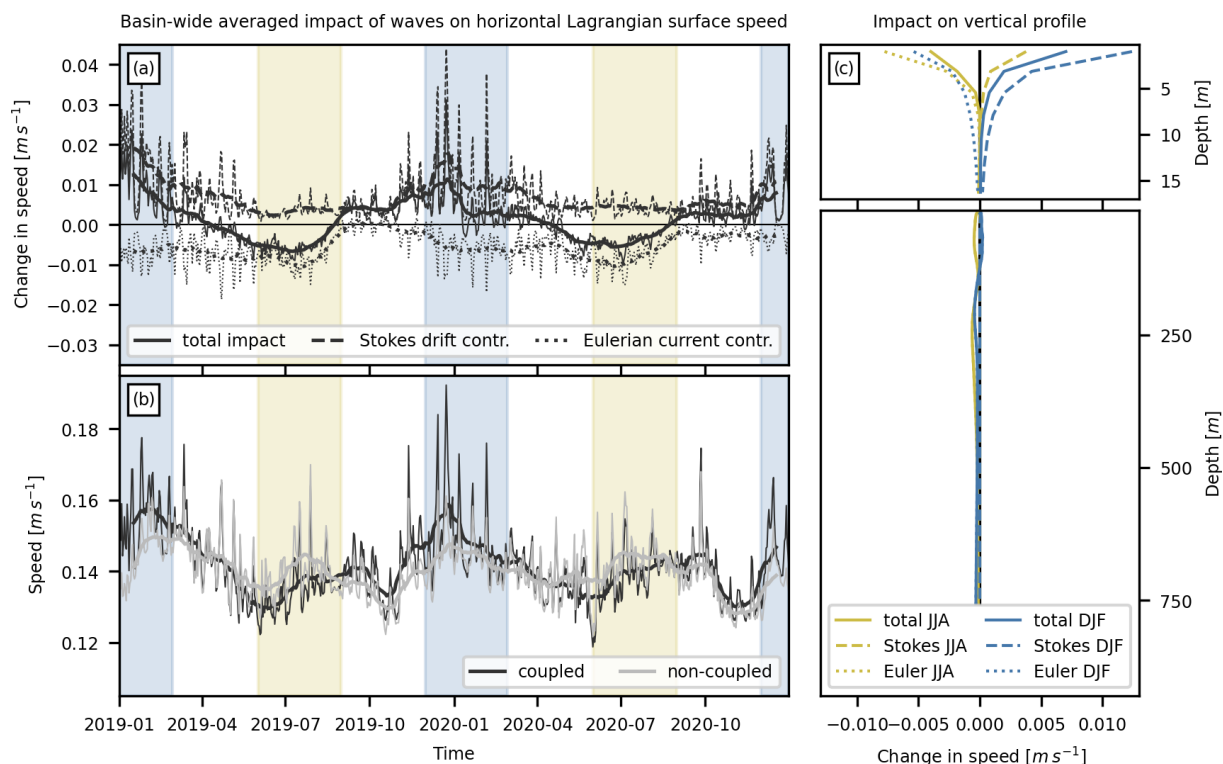 Basin-wide averaged impact of waves on horizontal Lagrangian surface speed
Impact on vertical profile
(a)
0.04
0.03
0.02
0.01
0.00
−0.01
−0.02
−0.03
Change in speed [m s⁻¹]
total impact
Stokes drift contr.
Eulerian current contr.
(b)
0.18
0.16
0.14
0.12
Speed [m s⁻¹]
coupled
non-coupled
2019-01
2019-04
2019-07
2019-10
2020-01
2020-04
2020-07
2020-10
Time
(c)
5
10
15
Depth [m]
250
500
750
Depth [m]
total JJA
Stokes JJA
Euler JJA
total DJF
Stokes DJF
Euler DJF
−0.010
−0.005
0.000
0.005
0.010
Change in speed [m s⁻¹]